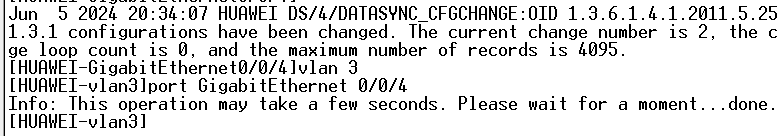 Jun  5 2024 20:34:07 HUAWEI DS/4/DATASYNC_CFGCHANGE:OID 1.3.6.1.4.1.2011.5.25
1.3.1 configurations have been changed. The current change number is 2, the c
ge loop count is 0, and the maximum number of records is 4095.
[HUAWEI-GigabitEthernet0/0/4]vlan 3
[HUAWEI-vlan3]port GigabitEthernet 0/0/4
Info: This operation may take a few seconds. Please wait for a moment...done.
[HUAWEI-vlan3]